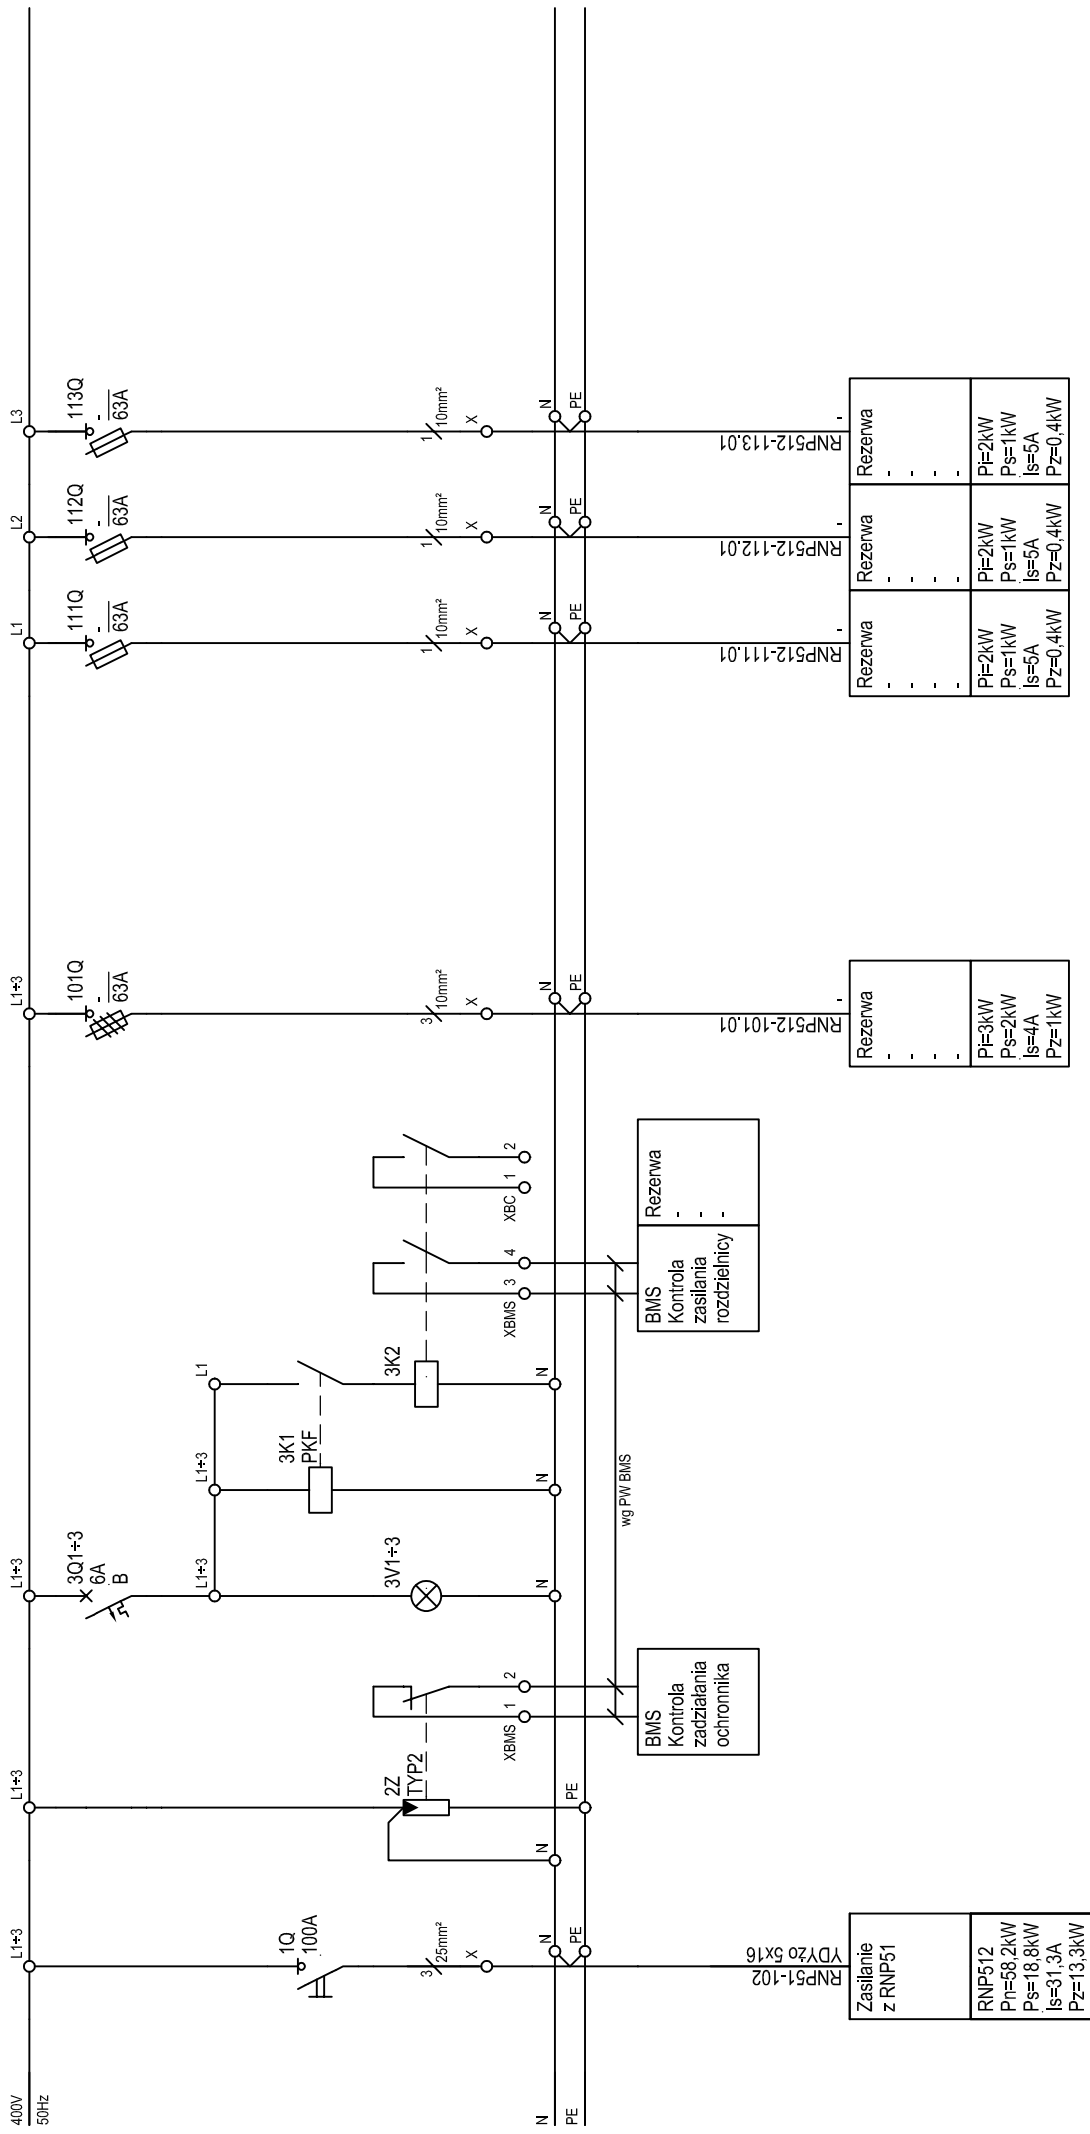 400V
50Hz
N
PE
L1÷3
1Q
100A
3
25mm²
X
N
PE
RNP51-102
YDYżo 5x16
Zasilanie
z RNP51
RNP512
Pn=58,2kW
Ps=18,8kW
Is=31,3A
Pz=13,3kW
L1÷3
2Z
TYP2
N
PE
XBMS
1
2
BMS
Kontrola
zadziałania
ochronnika
L1÷3
3Q1÷3
6A
B
L1÷3
3V1÷3
N
wg PW BMS
L1÷3
3K1
PKF
N
L1
3K2
N
XBMS
3
4
BMS
Kontrola
zasilania
rozdzielnicy
XBC
1
2
Rezerwa
-
-
-
L1÷3
101Q
-
63A
3
10mm²
X
N
PE
RNP512-101.01
-
Rezerwa
-
-
-
-
Pi=3kW
Ps=2kW
Is=4A
Pz=1kW
L1
111Q
-
63A
1
10mm²
X
N
PE
RNP512-111.01
-
Rezerwa
-
-
-
-
Pi=2kW
Ps=1kW
Is=5A
Pz=0,4kW
L2
112Q
-
63A
1
10mm²
X
N
PE
RNP512-112.01
-
Rezerwa
-
-
-
-
Pi=2kW
Ps=1kW
Is=5A
Pz=0,4kW
L3
113Q
-
63A
1
10mm²
X
N
PE
RNP512-113.01
-
Rezerwa
-
-
-
-
Pi=2kW
Ps=1kW
Is=5A
Pz=0,4kW